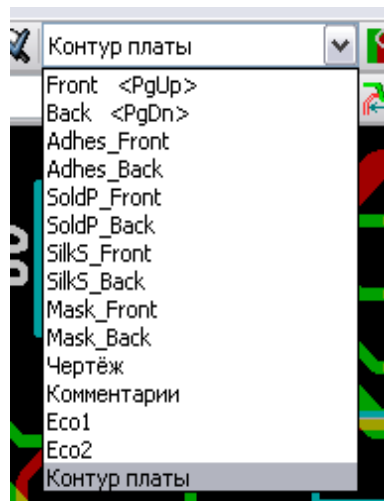 Контур платы
Front <PgUp>
Back <PgDn>
Adhes_Front
Adhes_Back
SoldP_Front
SoldP_Back
SilkS_Front
SilkS_Back
Mask_Front
Mask_Back
Чертёж
Комментарии
Eco1
Eco2
Контур платы